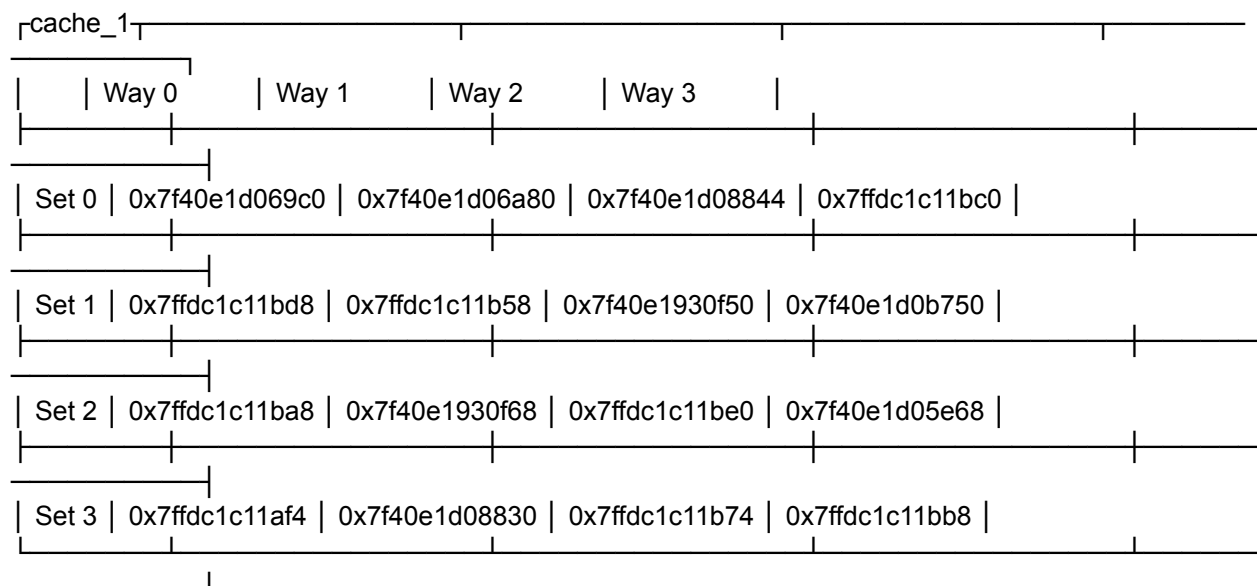 cache_1
│ │ Way 0 │ Way 1 │ Way 2 │ Way 3 │
│ Set 0 │ 0x7f40e1d069c0 │ 0x7f40e1d06a80 │ 0x7f40e1d08844 │ 0x7ffdc1c11bc0 │
│ Set 1 │ 0x7ffdc1c11bd8 │ 0x7ffdc1c11b58 │ 0x7f40e1930f50 │ 0x7f40e1d0b750 │
│ Set 2 │ 0x7ffdc1c11ba8 │ 0x7f40e1930f68 │ 0x7ffdc1c11be0 │ 0x7f40e1d05e68 │
│ Set 3 │ 0x7ffdc1c11af4 │ 0x7f40e1d08830 │ 0x7ffdc1c11b74 │ 0x7ffdc1c11bb8 │